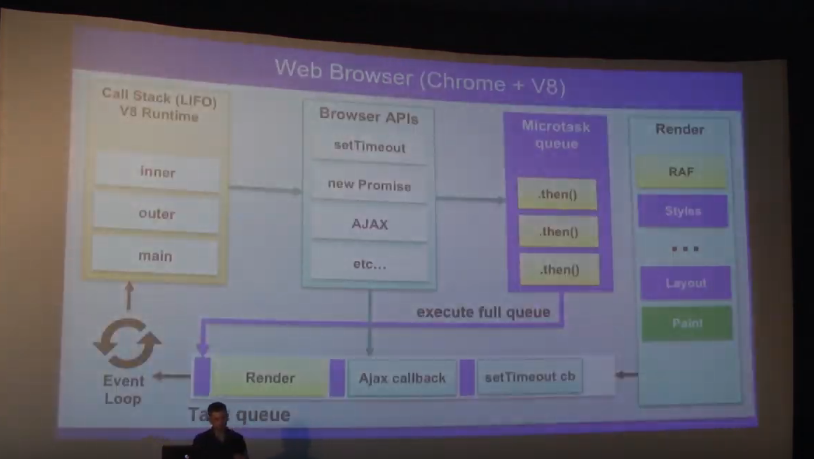 Web Browser (Chrome + V8)
Call Stack (LIFO)
V8 Runtime
inner
outer
main
Browser APIs
setTimeout
new Promise
AJAX
etc...
Microtask
queue
.then()
.then()
.then()
Render
RAF
Styles
...
Layout
Paint
execute full queue
Event
Loop
Render
Ajax callback
setTimeout cb
Task queue